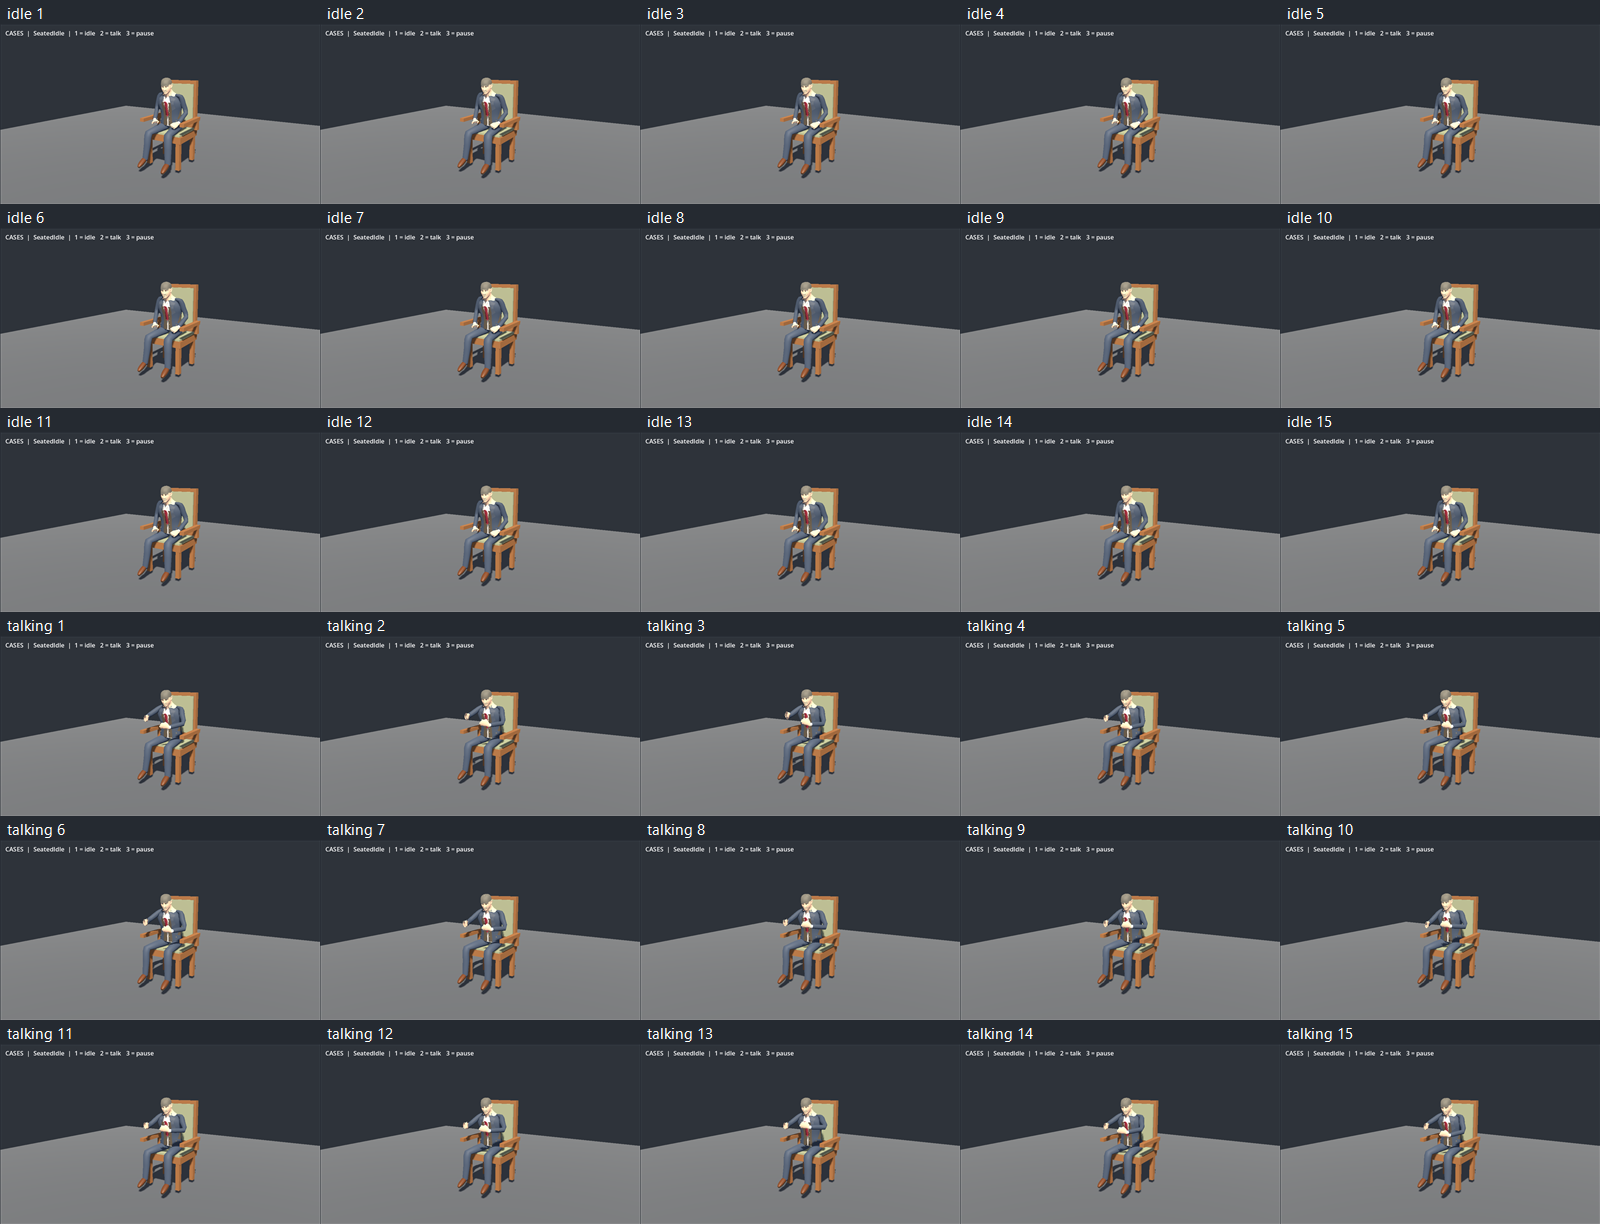 idle 1 idle 2 idle 3 idle 4 idle 5
CASES | SeatedIdle | 1 = idle 2 = talk 3 = pause CASES | SeatedIdle | 1 = idle 2 = talk 3 = pause CASES | SeatedIdle | 1 = idle 2 = talk 3 = pause CASES | SeatedIdle | 1 = idle 2 = talk 3 = pause CASES | SeatedIdle | 1 = idle 2 = talk 3 = pause
idle 6 idle 7 idle 8 idle 9 idle 10
CASES | SeatedIdle | 1 = idle 2 = talk 3 = pause CASES | SeatedIdle | 1 = idle 2 = talk 3 = pause CASES | SeatedIdle | 1 = idle 2 = talk 3 = pause CASES | SeatedIdle | 1 = idle 2 = talk 3 = pause CASES | SeatedIdle | 1 = idle 2 = talk 3 = pause
idle 11 idle 12 idle 13 idle 14 idle 15
CASES | SeatedIdle | 1 = idle 2 = talk 3 = pause CASES | SeatedIdle | 1 = idle 2 = talk 3 = pause CASES | SeatedIdle | 1 = idle 2 = talk 3 = pause CASES | SeatedIdle | 1 = idle 2 = talk 3 = pause CASES | SeatedIdle | 1 = idle 2 = talk 3 = pause
talking 1 talking 2 talking 3 talking 4 talking 5
CASES | SeatedIdle | 1 = idle 2 = talk 3 = pause CASES | SeatedIdle | 1 = idle 2 = talk 3 = pause CASES | SeatedIdle | 1 = idle 2 = talk 3 = pause CASES | SeatedIdle | 1 = idle 2 = talk 3 = pause CASES | SeatedIdle | 1 = idle 2 = talk 3 = pause
talking 6 talking 7 talking 8 talking 9 talking 10
CASES | SeatedIdle | 1 = idle 2 = talk 3 = pause CASES | SeatedIdle | 1 = idle 2 = talk 3 = pause CASES | SeatedIdle | 1 = idle 2 = talk 3 = pause CASES | SeatedIdle | 1 = idle 2 = talk 3 = pause CASES | SeatedIdle | 1 = idle 2 = talk 3 = pause
talking 11 talking 12 talking 13 talking 14 talking 15
CASES | SeatedIdle | 1 = idle 2 = talk 3 = pause CASES | SeatedIdle | 1 = idle 2 = talk 3 = pause CASES | SeatedIdle | 1 = idle 2 = talk 3 = pause CASES | SeatedIdle | 1 = idle 2 = talk 3 = pause CASES | SeatedIdle | 1 = idle 2 = talk 3 = pause